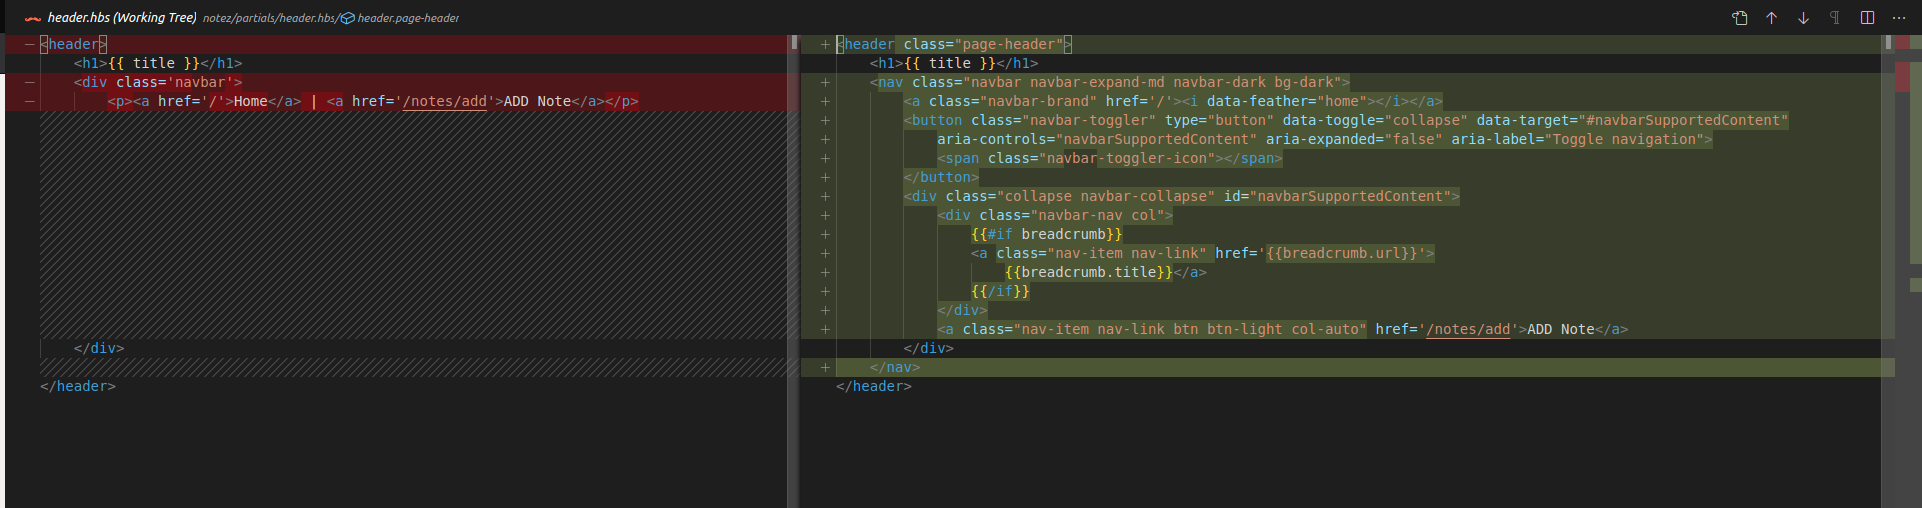 header.hbs (Working Tree) notez/partials/header.hbs/ header.page-header
<header>
    <h1>{{ title }}</h1>
    <div class='navbar'>
        <p><a href='/'>Home</a> | <a href='/notes/add'>ADD Note</a></p>
    </div>
</header>
<header class="page-header">
    <h1>{{ title }}</h1>
    <nav class="navbar navbar-expand-md navbar-dark bg-dark">
        <a class="navbar-brand" href='/'><i data-feather="home"></i></a>
        <button class="navbar-toggler" type="button" data-toggle="collapse" data-target="#navbarSupportedContent"
            aria-controls="navbarSupportedContent" aria-expanded="false" aria-label="Toggle navigation">
            <span class="navbar-toggler-icon"></span>
        </button>
        <div class="collapse navbar-collapse" id="navbarSupportedContent">
            <div class="navbar-nav col">
                {{#if breadcrumb}}
                <a class="nav-item nav-link" href='{{breadcrumb.url}}'>
                    {{breadcrumb.title}}</a>
                {{/if}}
            </div>
            <a class="nav-item nav-link btn btn-light col-auto" href='/notes/add'>ADD Note</a>
        </div>
    </nav>
</header>